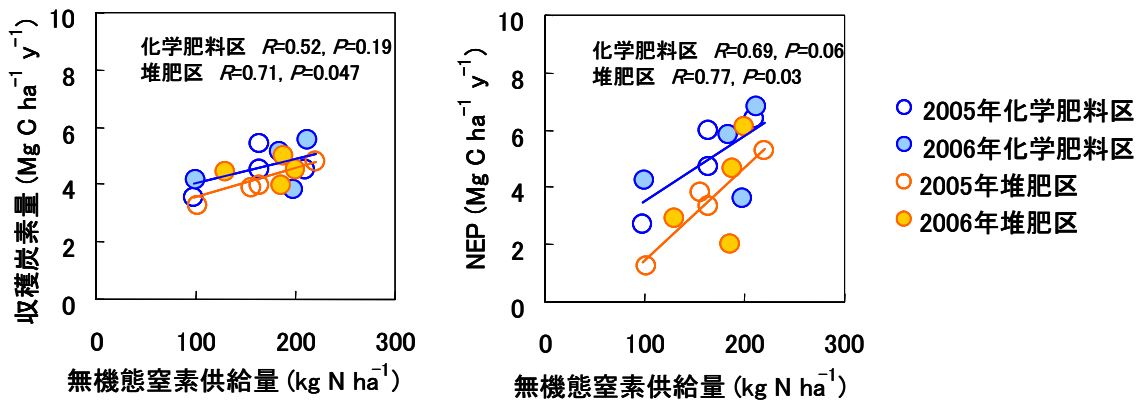 収穫炭素量 (Mg C ha⁻¹ y⁻¹)
10
8
6
4
2
0
化学肥料区 R=0.52, P=0.19
堆肥区 R=0.71, P=0.047
0 100 200 300
無機態窒素供給量 (kg N ha⁻¹)
NEP (Mg C ha⁻¹ y⁻¹)
10
8
6
4
2
0
化学肥料区 R=0.69, P=0.06
堆肥区 R=0.77, P=0.03
0 100 200 300
無機態窒素供給量 (kg N ha⁻¹)
2005年化学肥料区
2006年化学肥料区
2005年堆肥区
2006年堆肥区